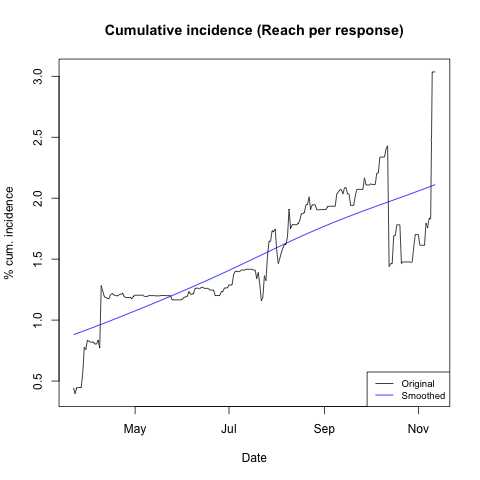 Cumulative incidence (Reach per response)
% cum. incidence
3.0
2.5
2.0
1.5
1.0
0.5
Original
Smoothed
May Jul Sep Nov
Date